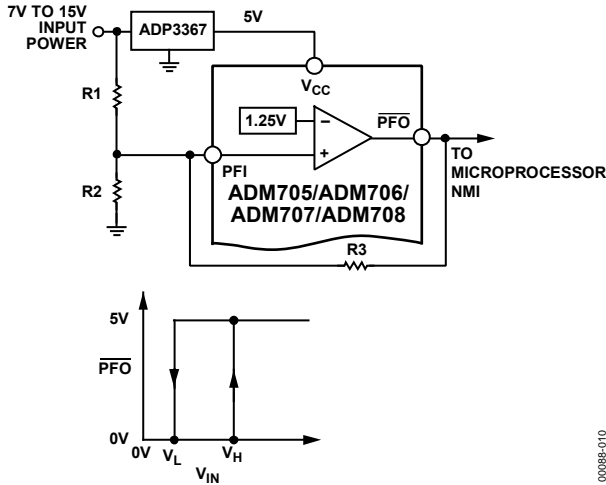 7V TO 15V
INPUT
POWER
ADP3367
5V
R1
VCC
1.25V
–
+
PFO
PFI
TO
MICROPROCESSOR
NMI
R2
ADM705/ADM706/
ADM707/ADM708
R3
5V
PFO
0V
0V
VL
VH
VIN
00088-010